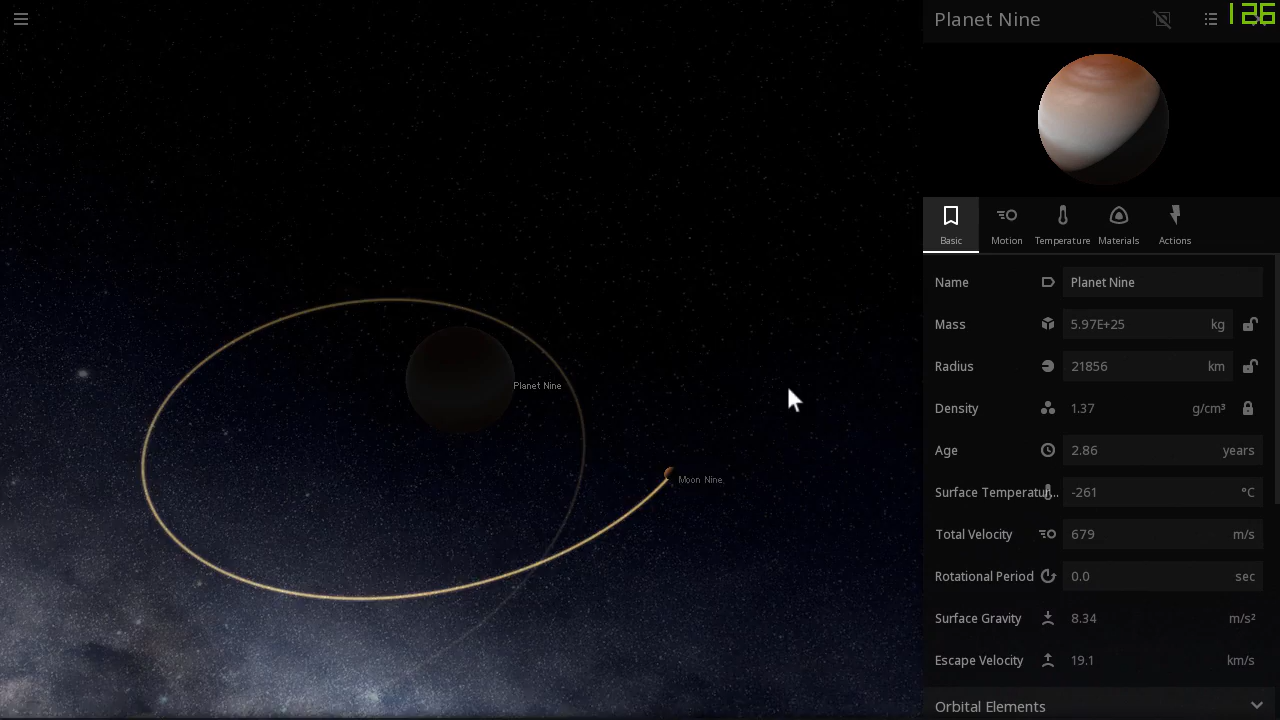 Planet Nine
126
Basic Motion Temperature Materials Actions
Name Planet Nine
Mass 5.97E+25 kg
Radius 21856 km
Planet Nine
Density 1.37 g/cm³
Age 2.86 years
Moon Nine
Surface Temperatur... -261 °C
Total Velocity 679 m/s
Rotational Period 0.0 sec
Surface Gravity 8.34 m/s²
Escape Velocity 19.1 km/s
Orbital Elements